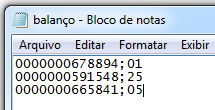 balanço - Bloco de notas
Arquivo Editar Formatar Exibir
0000000678894;01
0000000591548;25
0000000665841;05